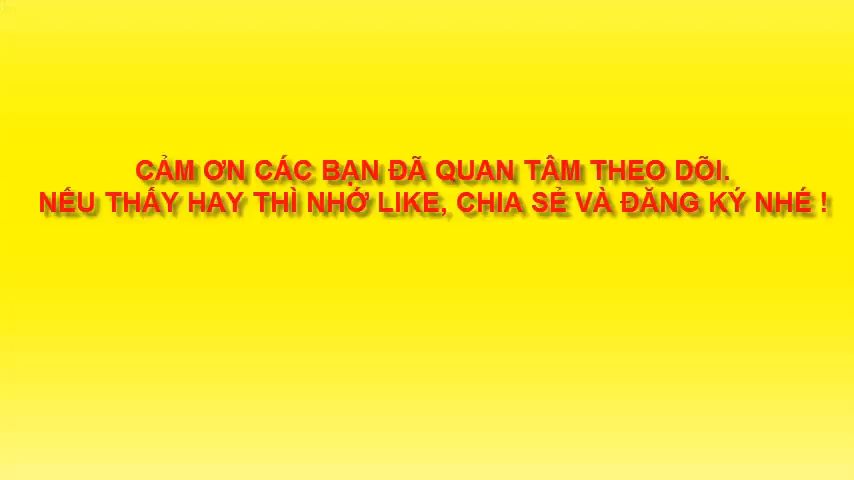 CẢM ƠN CÁC BẠN ĐÃ QUAN TÂM THEO DÕI.
NẾU THẤY HAY THÌ NHỚ LIKE, CHIA SẺ VÀ ĐĂNG KÝ NHÉ !